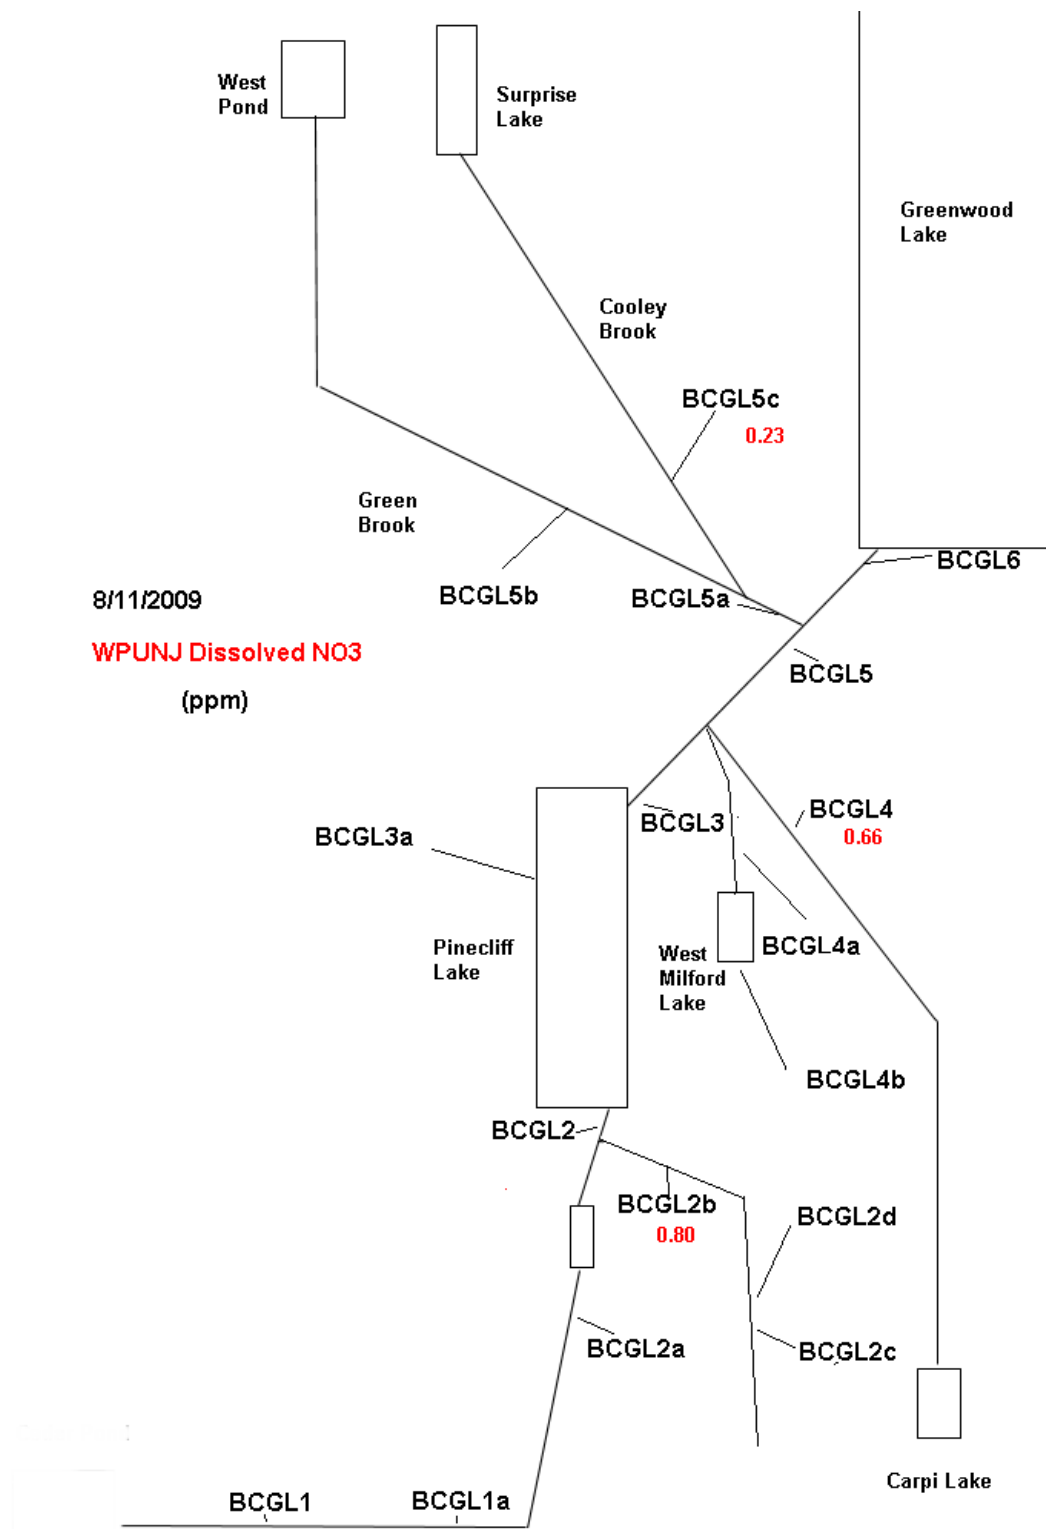 West
Pond
Surprise
Lake
Greenwood
Lake
Cooley
Brook
BCGL5c
0.23
Green
Brook
BCGL6
BCGL5b
BCGL5a
8/11/2009
WPUNJ Dissolved NO3
(ppm)
BCGL5
BCGL4
0.66
BCGL3
BCGL3a
Pinecliff
Lake
West
Milford
Lake
BCGL4a
BCGL4b
BCGL2
BCGL2b
0.80
BCGL2d
BCGL2a
BCGL2c
Carpi Lake
BCGL1
BCGL1a